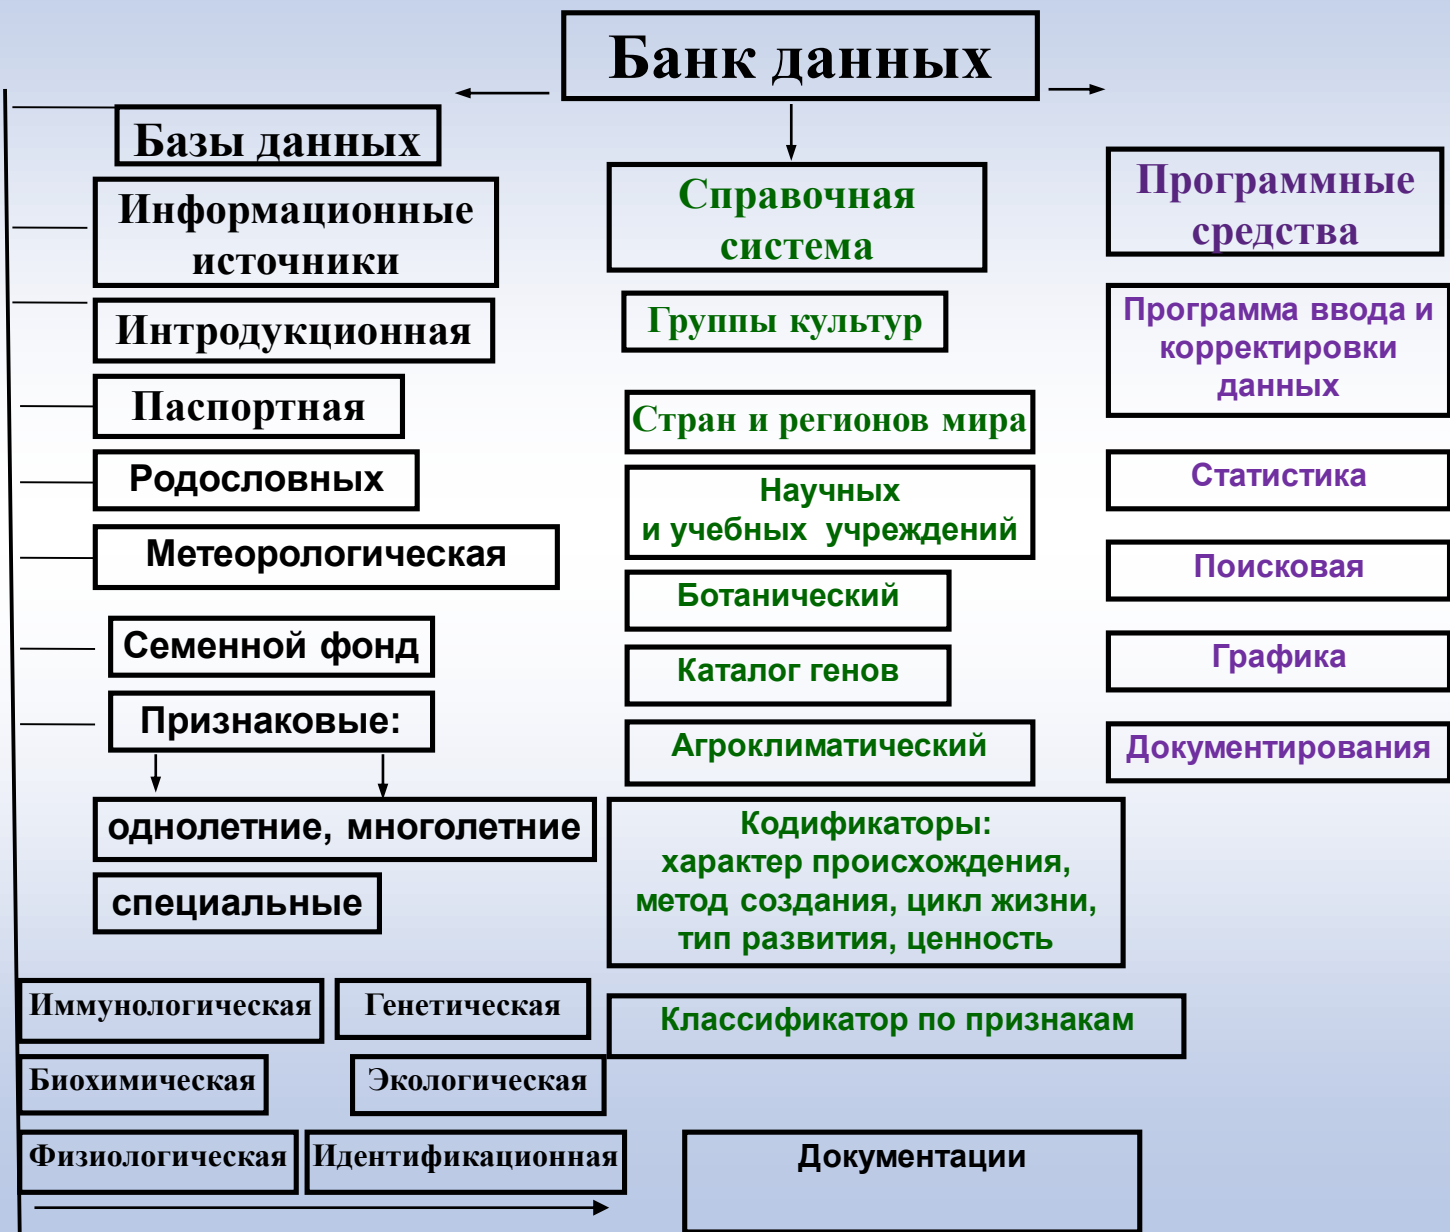 Банк данных
Базы данных
Информационные
источники
Интродукционная
Паспортная
Родословных
Метеорологическая
Семенной фонд
Признаковые:
однолетние, многолетние
специальные
Иммунологическая
Генетическая
Биохимическая
Экологическая
Физиологическая
Идентификационная
Справочная
система
Группы культур
Стран и регионов мира
Научных
и учебных учреждений
Ботанический
Каталог генов
Агроклиматический
Кодификаторы:
характер происхождения,
метод создания, цикл жизни,
тип развития, ценность
Классификатор по признакам
Документации
Программные
средства
Программа ввода и
корректировки
данных
Статистика
Поисковая
Графика
Документирования